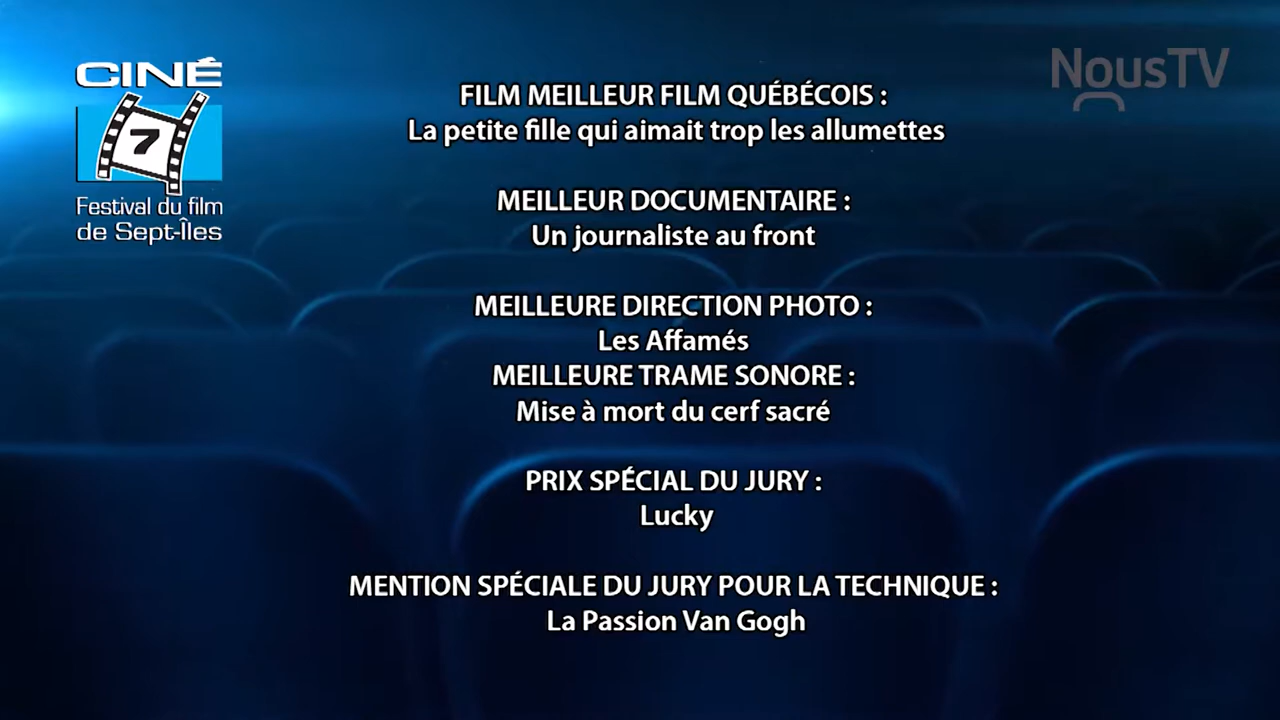 CINÉ
7
Festival du film
de Sept-Îles
NousTV
FILM MEILLEUR FILM QUÉBÉCOIS :
La petite fille qui aimait trop les allumettes
MEILLEUR DOCUMENTAIRE :
Un journaliste au front
MEILLEURE DIRECTION PHOTO :
Les Affamés
MEILLEURE TRAME SONORE :
Mise à mort du cerf sacré
PRIX SPÉCIAL DU JURY :
Lucky
MENTION SPÉCIALE DU JURY POUR LA TECHNIQUE :
La Passion Van Gogh